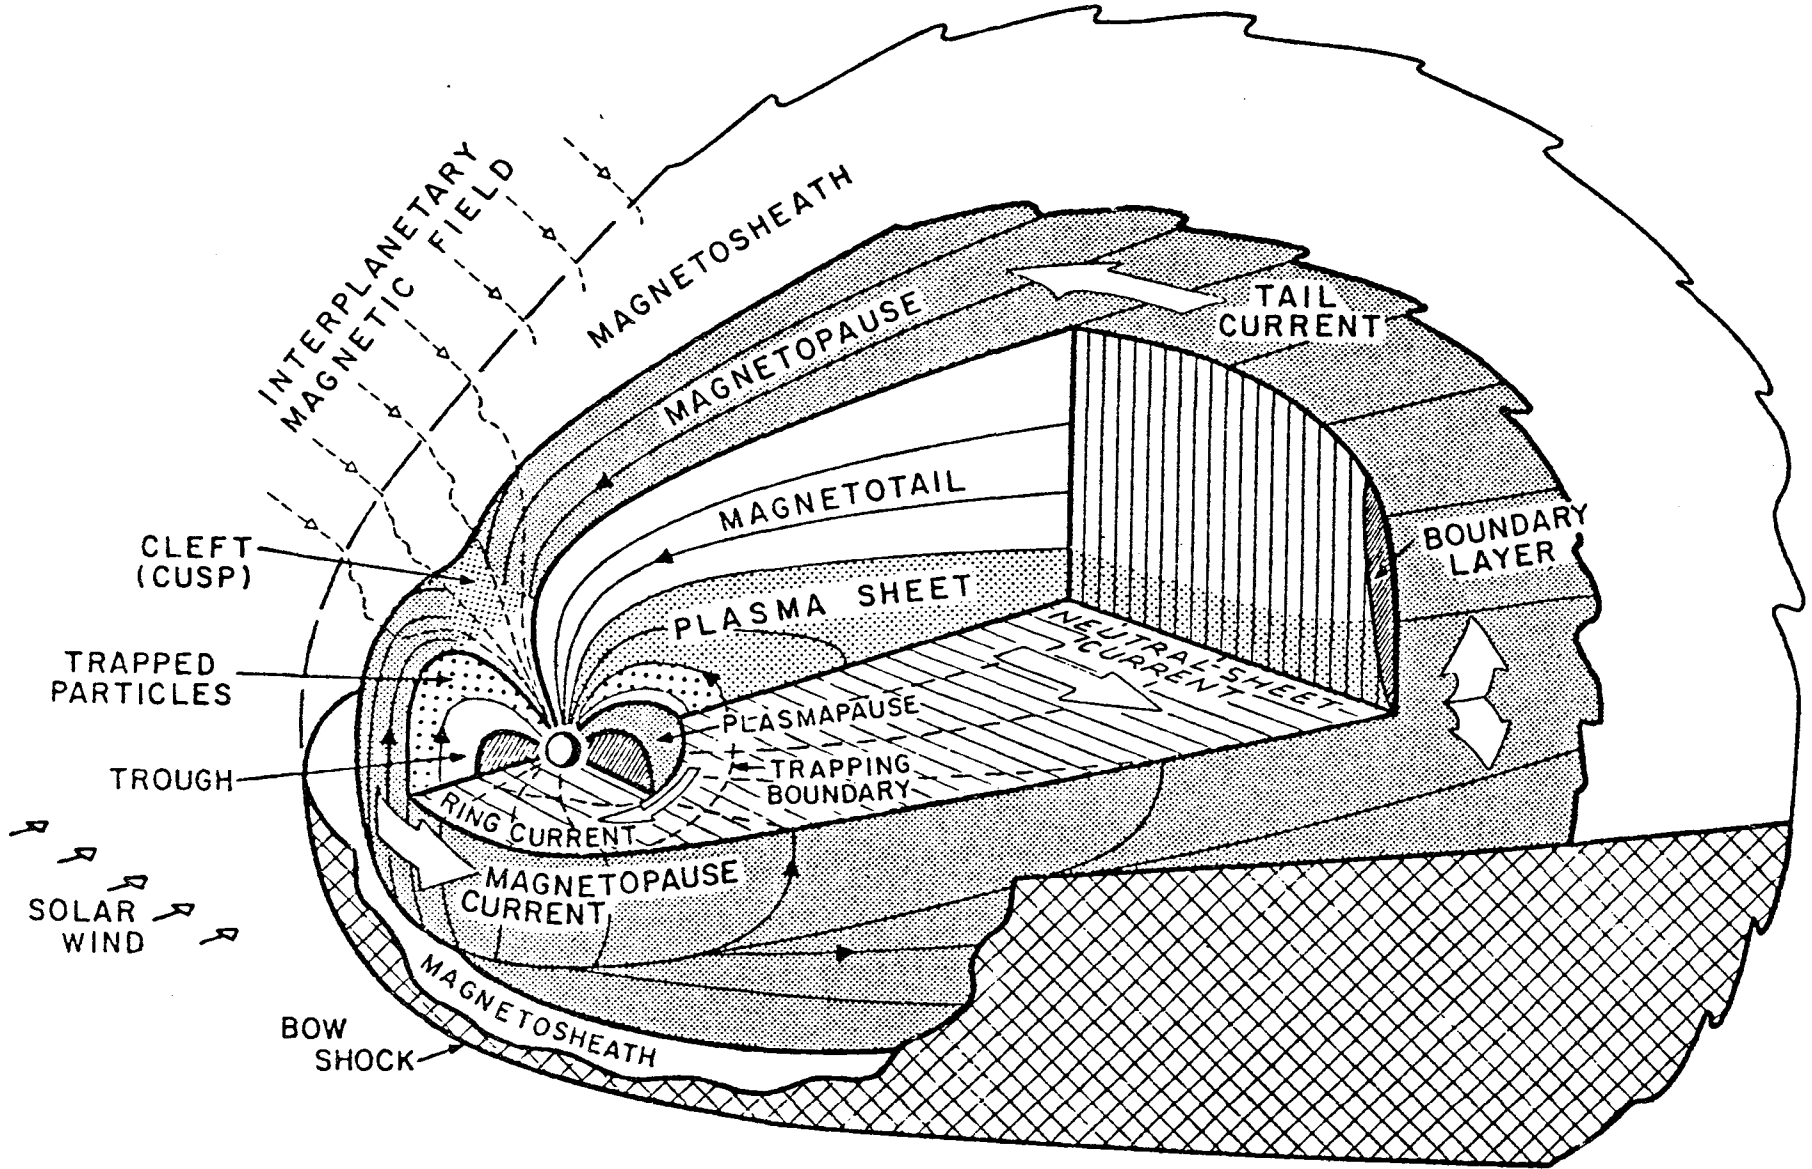 INTERPLANETARY
MAGNETIC FIELD
MAGNETOSHEATH
MAGNETOPAUSE
TAIL
CURRENT
MAGNETOTAIL
CLEFT
(CUSP)
BOUNDARY
LAYER
PLASMA SHEET
NEUTRAL-SHEET
CURRENT
TRAPPED
PARTICLES
PLASMAPAUSE
TROUGH
TRAPPING
BOUNDARY
RING CURRENT
MAGNETOPAUSE
CURRENT
SOLAR
WIND
MAGNETOSHEATH
BOW
SHOCK